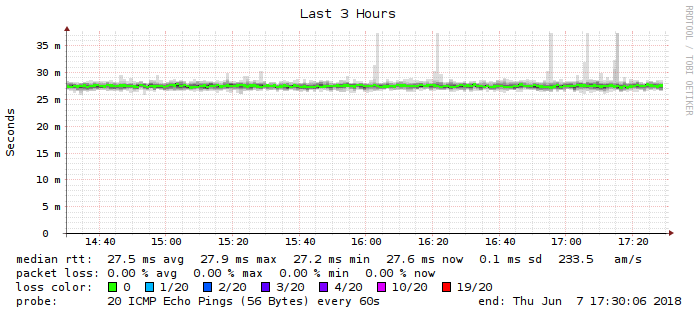 Last 3 Hours
RRDTOOL / TOBI OETIKER
Seconds
35 m
30 m
25 m
20 m
15 m
10 m
5 m
0
14:40 15:00 15:20 15:40 16:00 16:20 16:40 17:00 17:20
median rtt: 27.5 ms avg 27.9 ms max 27.2 ms min 27.6 ms now 0.1 ms sd 233.5 am/s
packet loss: 0.00 % avg 0.00 % max 0.00 % min 0.00 % now
loss color: 0 1/20 2/20 3/20 4/20 10/20 19/20
probe: 20 ICMP Echo Pings (56 Bytes) every 60s end: Thu Jun 7 17:30:06 2018